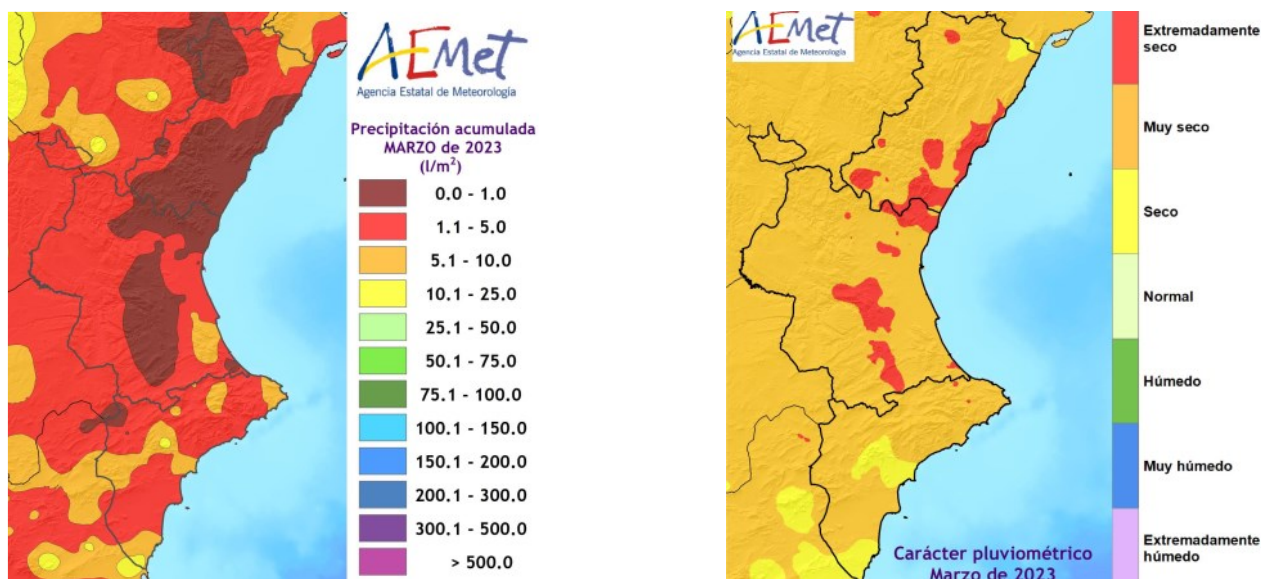 AEMet
Agencia Estatal de Meteorología
Precipitación acumulada
MARZO de 2023
(l/m²)
0.0 - 1.0
1.1 - 5.0
5.1 - 10.0
10.1 - 25.0
25.1 - 50.0
50.1 - 75.0
75.1 - 100.0
100.1 - 150.0
150.1 - 200.0
200.1 - 300.0
300.1 - 500.0
> 500.0
AEMet
Agencia Estatal de Meteorología
Extremadamente
seco
Muy seco
Seco
Normal
Húmedo
Muy húmedo
Extremadamente
húmedo
Carácter pluviométrico
Marzo de 2023